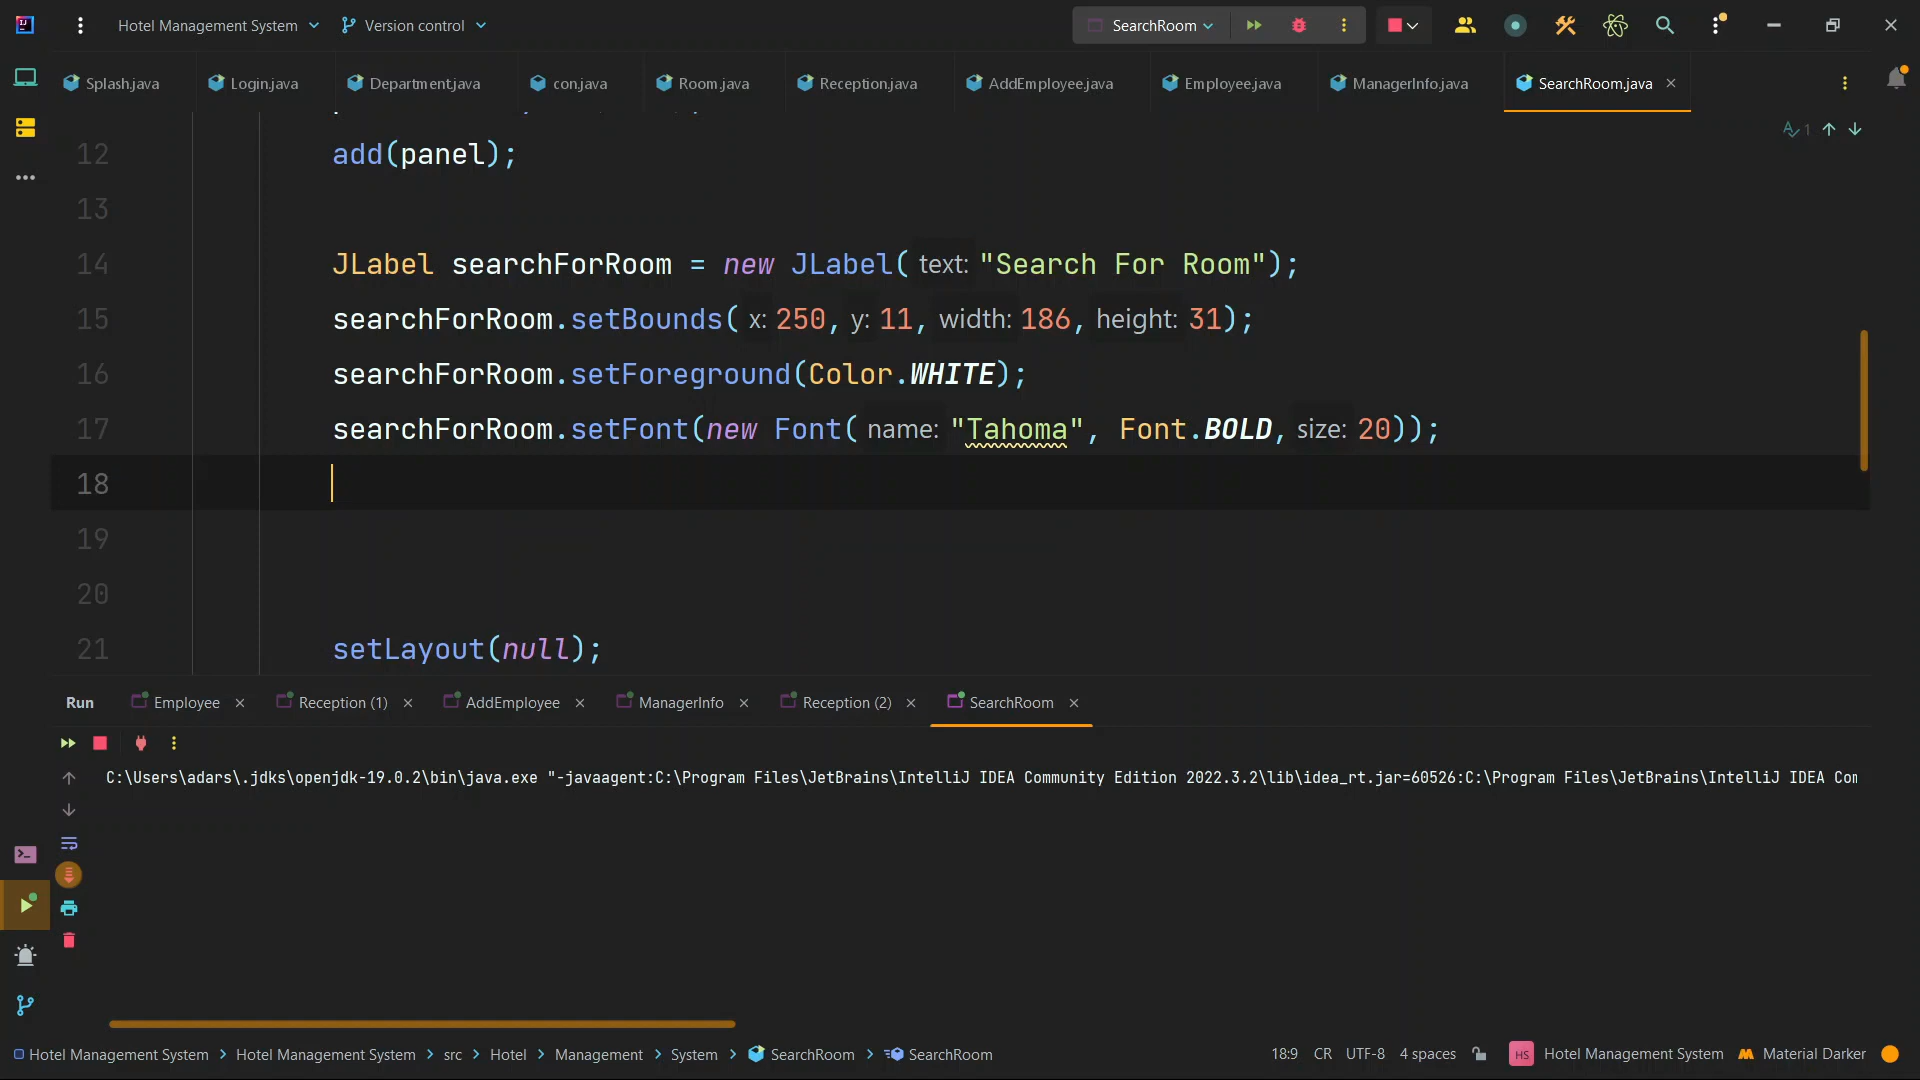 Hotel Management System Version control SearchRoom
Splash.java Login.java Department.java con.java Room.java Reception.java AddEmployee.java Employee.java ManagerInfo.java SearchRoom.java
1
12 add(panel);
13
14 JLabel searchForRoom = new JLabel( text: "Search For Room");
15 searchForRoom.setBounds( x: 250, y: 11, width: 186, height: 31);
16 searchForRoom.setForeground(Color.WHITE);
17 searchForRoom.setFont(new Font( name: "Tahoma", Font.BOLD, size: 20));
18
19
20
21 setLayout(null);
Run Employee Reception (1) AddEmployee ManagerInfo Reception (2) SearchRoom
C:\Users\adars\.jdks\openjdk-19.0.2\bin\java.exe "-javaagent:C:\Program Files\JetBrains\IntelliJ IDEA Community Edition 2022.3.2\lib\idea_rt.jar=60526:C:\Program Files\JetBrains\IntelliJ IDEA Com
Hotel Management System Hotel Management System src Hotel Management System SearchRoom SearchRoom 18:9 CR UTF-8 4 spaces HS Hotel Management System Material Darker